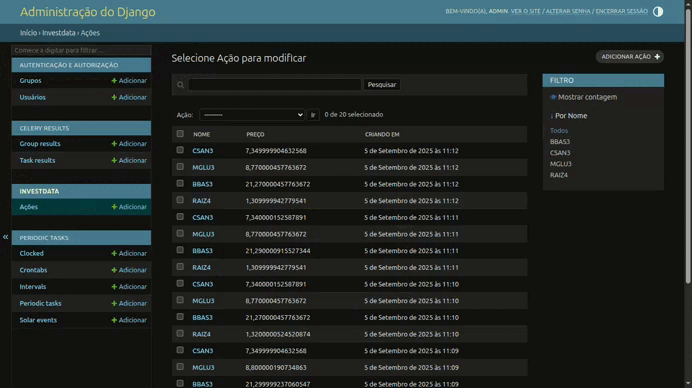 Administração do Django
BEM-VINDO(A), ADMIN. VER O SITE / ALTERAR SENHA / ENCERRAR SESSÃO
Início › Investdata › Ações
Comece a digitar para filtrar…
AUTENTICAÇÃO E AUTORIZAÇÃO
Grupos + Adicionar
Usuários + Adicionar
CELERY RESULTS
Group results + Adicionar
Task results + Adicionar
INVESTDATA
Ações + Adicionar
PERIODIC TASKS
Clocked + Adicionar
Crontabs + Adicionar
Intervals + Adicionar
Periodic tasks + Adicionar
Solar events + Adicionar
«
Selecione Ação para modificar
ADICIONAR AÇÃO +
Pesquisar
Ação: --------- Ir 0 de 20 selecionado
NOME PREÇO CRIANDO EM
CSAN3 7,349999904632568 5 de Setembro de 2025 às 11:12
MGLU3 8,770000457763672 5 de Setembro de 2025 às 11:12
BBAS3 21,270000457763672 5 de Setembro de 2025 às 11:12
RAIZ4 1,309999942779541 5 de Setembro de 2025 às 11:12
CSAN3 7,340000152587891 5 de Setembro de 2025 às 11:11
MGLU3 8,770000457763672 5 de Setembro de 2025 às 11:11
BBAS3 21,290000915527344 5 de Setembro de 2025 às 11:11
RAIZ4 1,309999942779541 5 de Setembro de 2025 às 11:11
CSAN3 7,340000152587891 5 de Setembro de 2025 às 11:10
MGLU3 8,770000457763672 5 de Setembro de 2025 às 11:10
BBAS3 21,270000457763672 5 de Setembro de 2025 às 11:10
RAIZ4 1,3200000524520874 5 de Setembro de 2025 às 11:10
CSAN3 7,349999904632568 5 de Setembro de 2025 às 11:09
MGLU3 8,800000190734863 5 de Setembro de 2025 às 11:09
BBAS3 21,299999237060547 5 de Setembro de 2025 às 11:09
FILTRO
Mostrar contagem
↓ Por Nome
Todos
BBAS3
CSAN3
MGLU3
RAIZ4